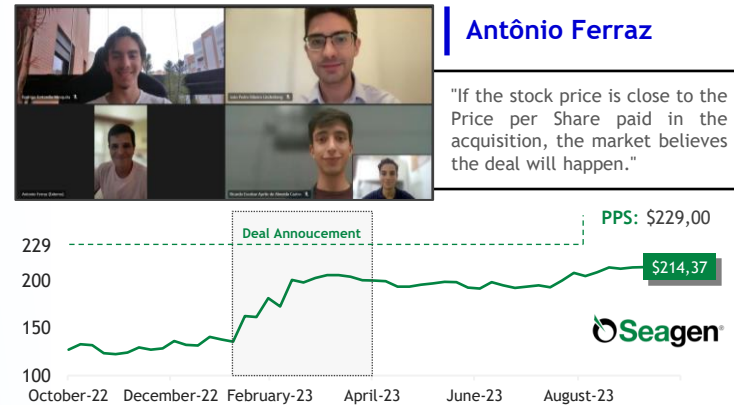 Antônio Ferraz
"If the stock price is close to the
Price per Share paid in the
acquisition, the market believes
the deal will happen."
PPS: $229,00
Deal Annoucement
229
200
150
100
$214,37
Seagen
October-22 December-22 February-23 April-23 June-23 August-23